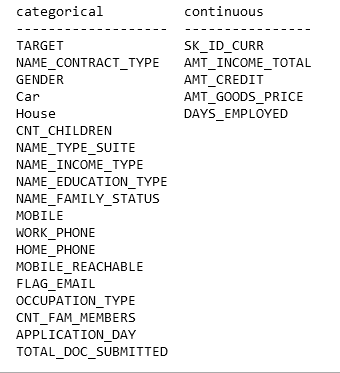 categorical           continuous
-------------------  ----------------
TARGET                SK_ID_CURR
NAME_CONTRACT_TYPE    AMT_INCOME_TOTAL
GENDER                AMT_CREDIT
Car                   AMT_GOODS_PRICE
House                 DAYS_EMPLOYED
CNT_CHILDREN
NAME_TYPE_SUITE
NAME_INCOME_TYPE
NAME_EDUCATION_TYPE
NAME_FAMILY_STATUS
MOBILE
WORK_PHONE
HOME_PHONE
MOBILE_REACHABLE
FLAG_EMAIL
OCCUPATION_TYPE
CNT_FAM_MEMBERS
APPLICATION_DAY
TOTAL_DOC_SUBMITTED